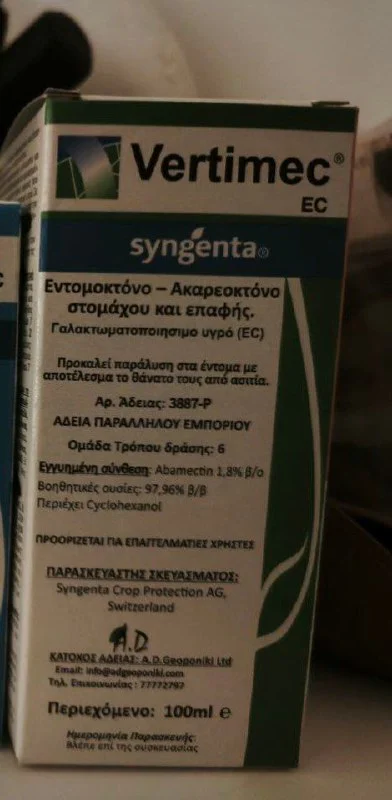 Vertimec®
EC
syngenta®
Εντομοκτόνο – Ακαρεοκτόνο
στομάχου και επαφής.
Γαλακτωματοποιησιμο υγρό (EC)
Προκαλεί παράλυση στα έντομα με
αποτέλεσμα το θάνατο τους από ασιτία.
Αρ. Άδειας: 3887-P
ΑΔΕΙΑ ΠΑΡΑΛΛΗΛΟΥ ΕΜΠΟΡΙΟΥ
Ομάδα Τρόπου δράσης: 6
Εγγυημένη σύνθεση: Abamectin 1,8% β/ο
Βοηθητικές ουσίες: 97,96% β/β
Περιέχει Cyclohexanol
ΠΡΟΟΡΙΖΕΤΑΙ ΓΙΑ ΕΠΑΓΓΕΛΜΑΤΙΕΣ ΧΡΗΣΤΕΣ
ΠΑΡΑΣΚΕΥΑΣΤΗΣ ΣΚΕΥΑΣΜΑΤΟΣ:
Syngenta Crop Protection AG,
Switzerland
A.D
ΚΑΤΟΧΟΣ ΑΔΕΙΑΣ: A.D.Geoponiki Ltd
Email: info@adgeoponiki.com
Τηλ. Επικοινωνίας : 77772797
Περιεχόμενο: 100ml e
Ημερομηνία Παρασκευής:
Βλέπε επί της συσκευασίας